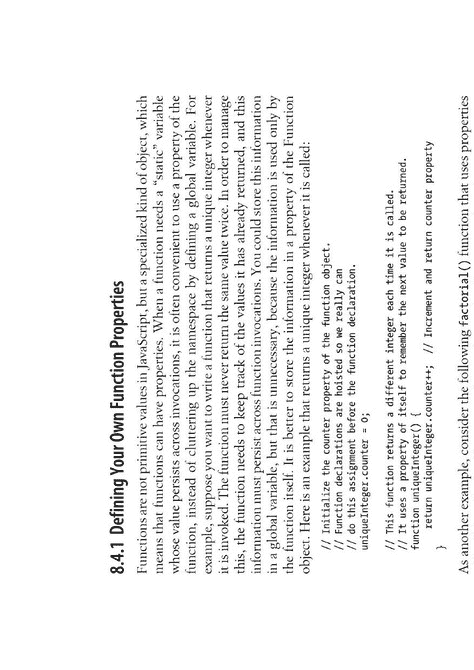 8.4.1 Defining Your Own Function Properties
Functions are not primitive values in JavaScript, but a specialized kind of object, which
means that functions can have properties. When a function needs a “static” variable
whose value persists across invocations, it is often convenient to use a property of the
function, instead of cluttering up the namespace by defining a global variable. For
example, suppose you want to write a function that returns a unique integer whenever
it is invoked. The function must never return the same value twice. In order to manage
this, the function needs to keep track of the values it has already returned, and this
information must persist across function invocations. You could store this information
in a global variable, but that is unnecessary, because the information is used only by
the function itself. It is better to store the information in a property of the Function
object. Here is an example that returns a unique integer whenever it is called:
// Initialize the counter property of the function object.
// Function declarations are hoisted so we really can
// do this assignment before the function declaration.
uniqueInteger.counter = 0;
// This function returns a different integer each time it is called.
// It uses a property of itself to remember the next value to be returned.
function uniqueInteger() {
return uniqueInteger.counter++;  // Increment and return counter property
}
As another example, consider the following factorial() function that uses properties